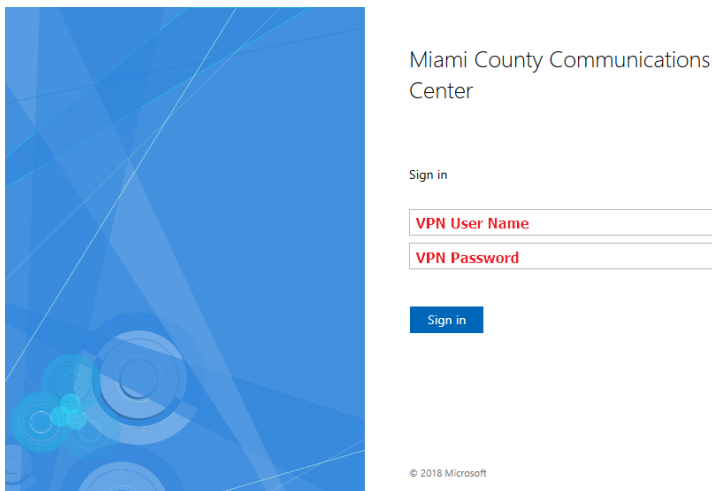 Miami County Communications
Center
Sign in
VPN User Name
VPN Password
Sign in
© 2018 Microsoft